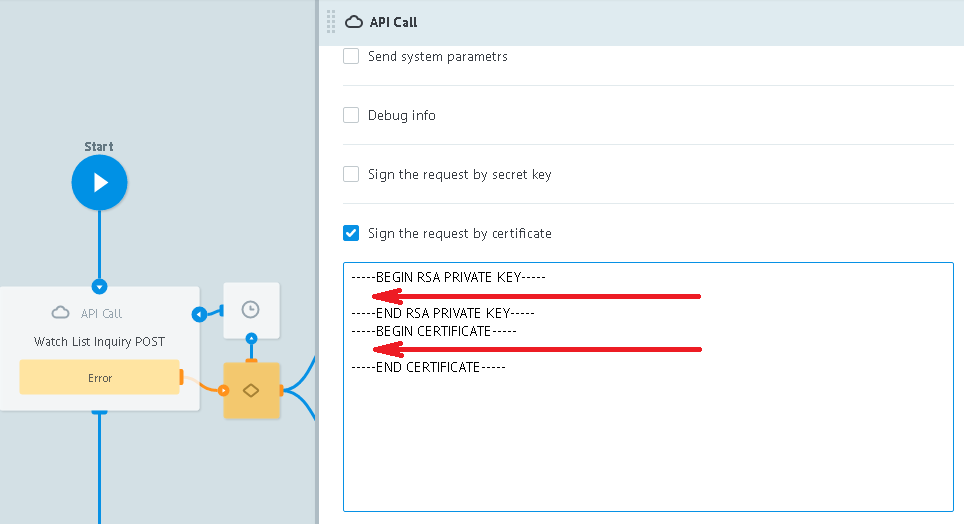 API Call
Send system parametrs
Debug info
Sign the request by secret key
Sign the request by certificate
-----BEGIN RSA PRIVATE KEY-----
-----END RSA PRIVATE KEY-----
-----BEGIN CERTIFICATE-----
-----END CERTIFICATE-----
Start
API Call
Watch List Inquiry POST
Error